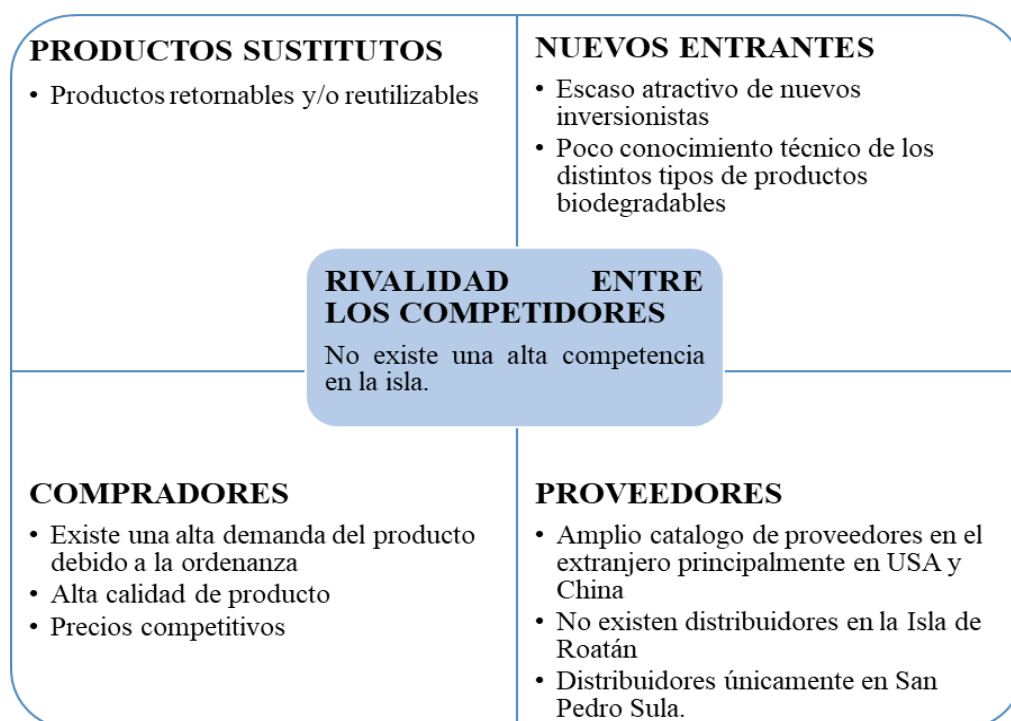 PRODUCTOS SUSTITUTOS
• Productos retornables y/o reutilizables
NUEVOS ENTRANTES
• Escaso atractivo de nuevos
inversionistas
• Poco conocimiento técnico de los
distintos tipos de productos
biodegradables
RIVALIDAD ENTRE
LOS COMPETIDORES
No existe una alta competencia
en la isla.
COMPRADORES
• Existe una alta demanda del producto
debido a la ordenanza
• Alta calidad de producto
• Precios competitivos
PROVEEDORES
• Amplio catalogo de proveedores en el
extranjero principalmente en USA y
China
• No existen distribuidores en la Isla de
Roatán
• Distribuidores únicamente en San
Pedro Sula.